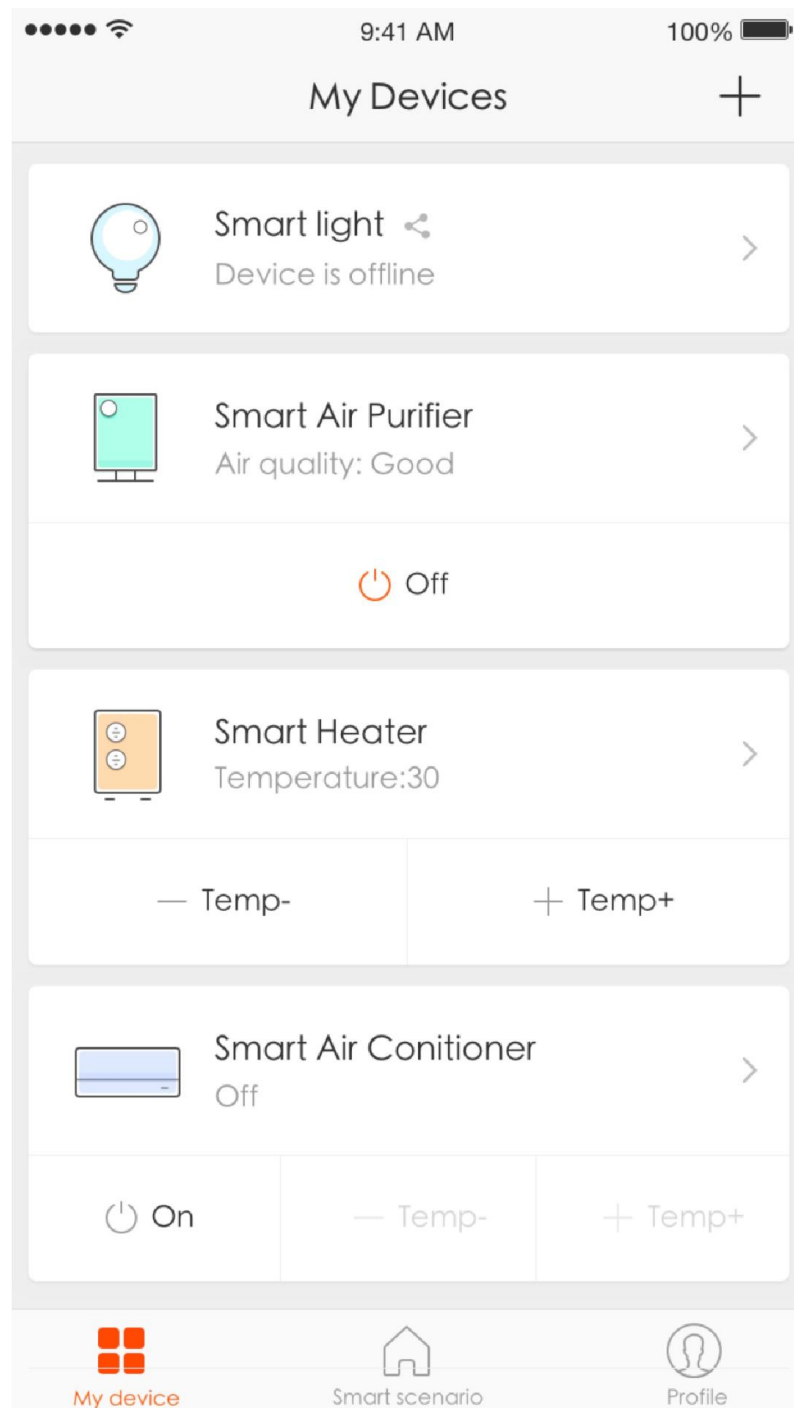 9:41 AM
100%
My Devices
Smart light
Device is offline
Smart Air Purifier
Air quality: Good
Off
Smart Heater
Temperature:30
Temp-
Temp+
Smart Air Conitioner
Off
On
Temp-
Temp+
My device
Smart scenario
Profile